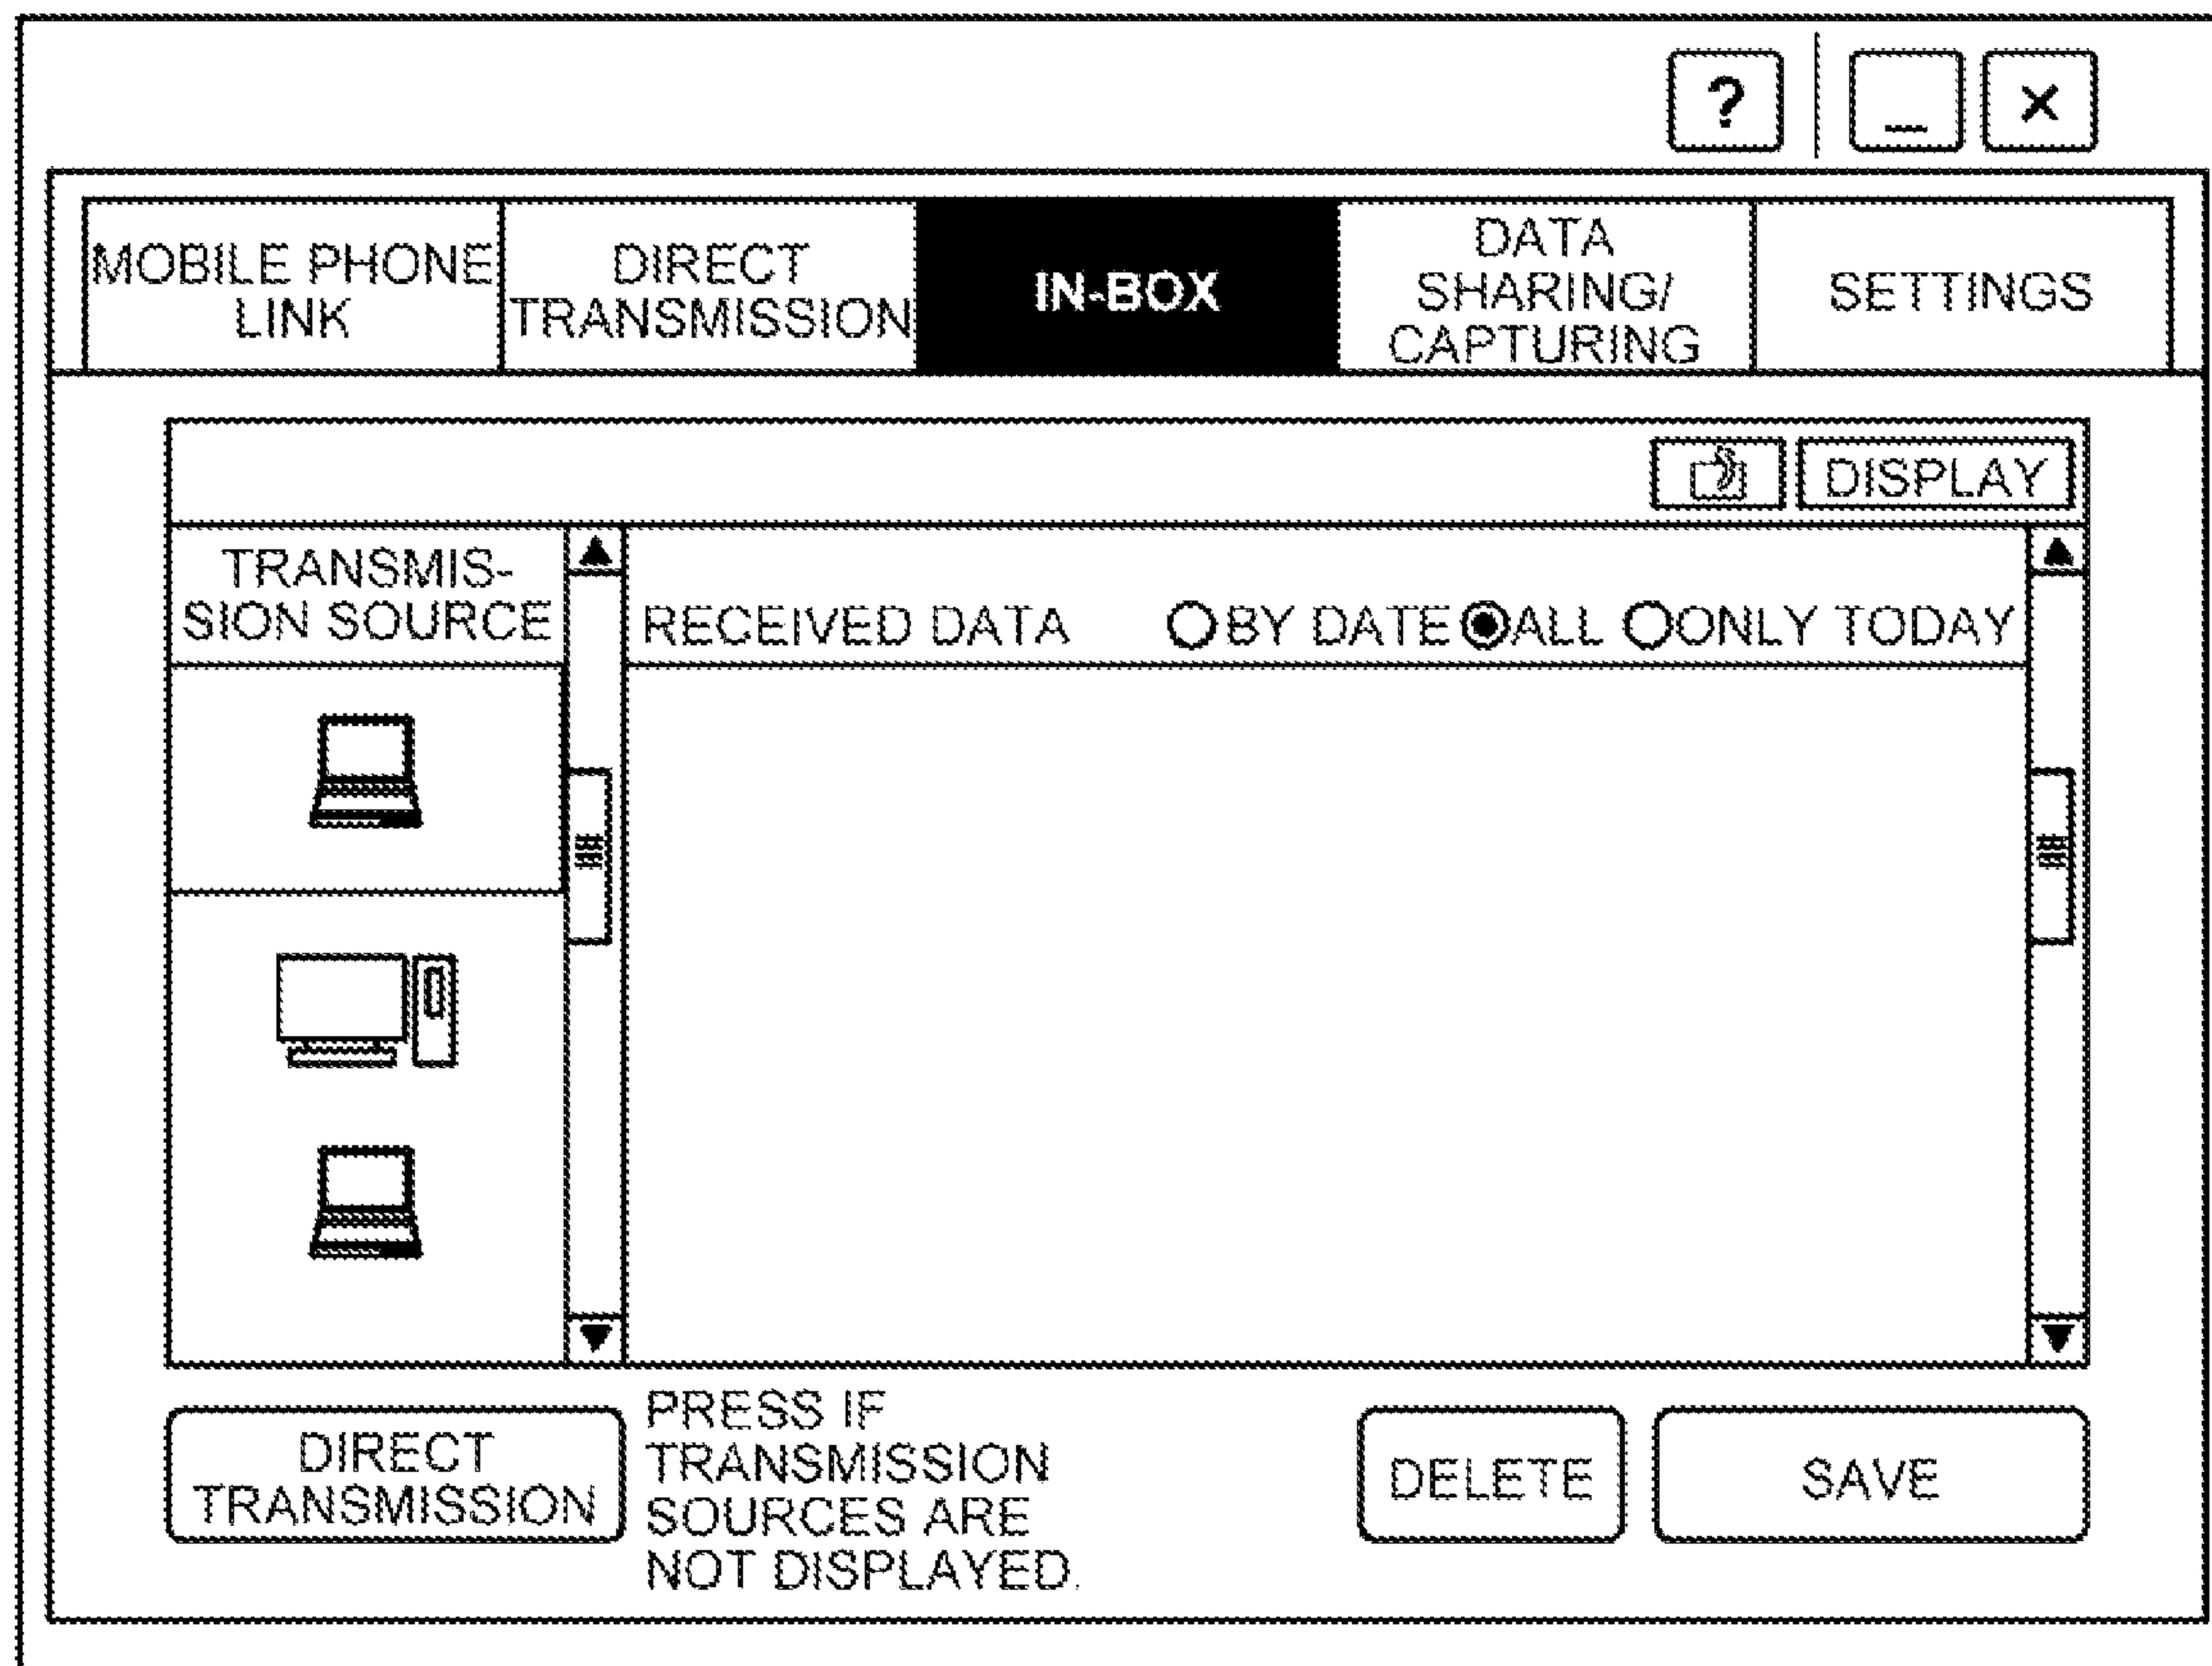 ?
_
×
MOBILE PHONE
LINK
DIRECT
TRANSMISSION
IN-BOX
DATA
SHARING/
CAPTURING
SETTINGS
DISPLAY
TRANSMIS-
SION SOURCE
RECEIVED DATA BY DATE ALL ONLY TODAY
DIRECT
TRANSMISSION
PRESS IF
TRANSMISSION
SOURCES ARE
NOT DISPLAYED.
DELETE
SAVE